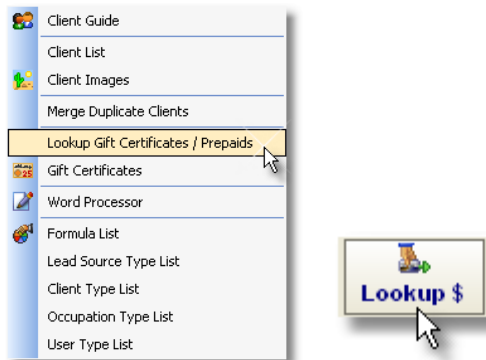 Client Guide
Client List
Client Images
Merge Duplicate Clients
Lookup Gift Certificates / Prepaids
Gift Certificates
Word Processor
Formula List
Lead Source Type List
Client Type List
Occupation Type List
User Type List
Lookup $